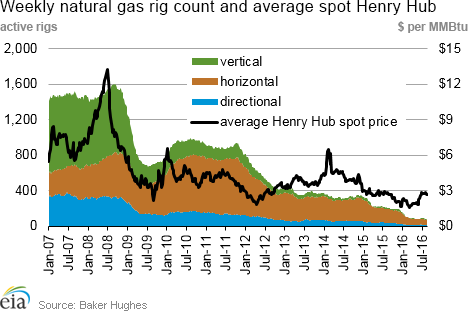 Weekly natural gas rig count and average spot Henry Hub
active rigs $ per MMBtu
2,000 $15
vertical
1,600 $12
horizontal
directional
1,200 $9
average Henry Hub spot price
800 $6
400 $3
0 $0
Jan-07 Jul-07 Jan-08 Jul-08 Jan-09 Jul-09 Jan-10 Jul-10 Jan-11 Jul-11 Jan-12 Jul-12 Jan-13 Jul-13 Jan-14 Jul-14 Jan-15 Jul-15 Jan-16 Jul-16
eia Source: Baker Hughes